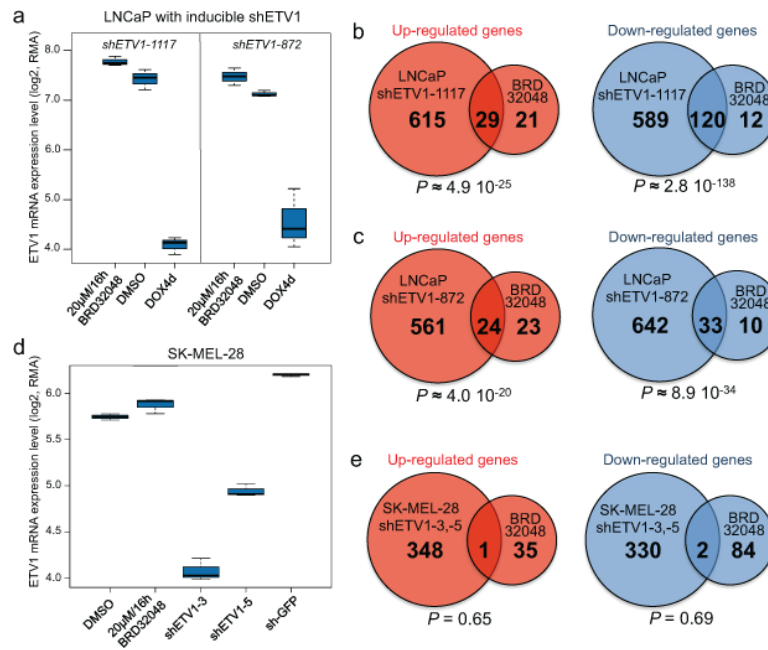 a
LNCaP with inducible shETV1
shETV1-1117
shETV1-872
ETV1 mRNA expression level (log2, RMA)
8.0
7.0
6.0
5.0
4.0
20µM/16h
BRD32048
DMSO
DOX4d
20µM/16h
BRD32048
DMSO
DOX4d
b
Up-regulated genes
LNCaP
shETV1-1117
615
29
BRD
32048
21
P ≈ 4.9 10-25
Down-regulated genes
LNCaP
shETV1-1117
589
120
BRD
32048
12
P ≈ 2.8 10-138
c
Up-regulated genes
LNCaP
shETV1-872
561
24
BRD
32048
23
P ≈ 4.0 10-20
Down-regulated genes
LNCaP
shETV1-872
642
33
BRD
32048
10
P ≈ 8.9 10-34
d
SK-MEL-28
ETV1 mRNA expression level (log2, RMA)
6.0
5.5
5.0
4.5
4.0
DMSO
20µM/16h
BRD32048
shETV1-3
shETV1-5
sh-GFP
e
Up-regulated genes
SK-MEL-28
shETV1-3,-5
348
1
BRD
32048
35
P = 0.65
Down-regulated genes
SK-MEL-28
shETV1-3,-5
330
2
BRD
32048
84
P = 0.69